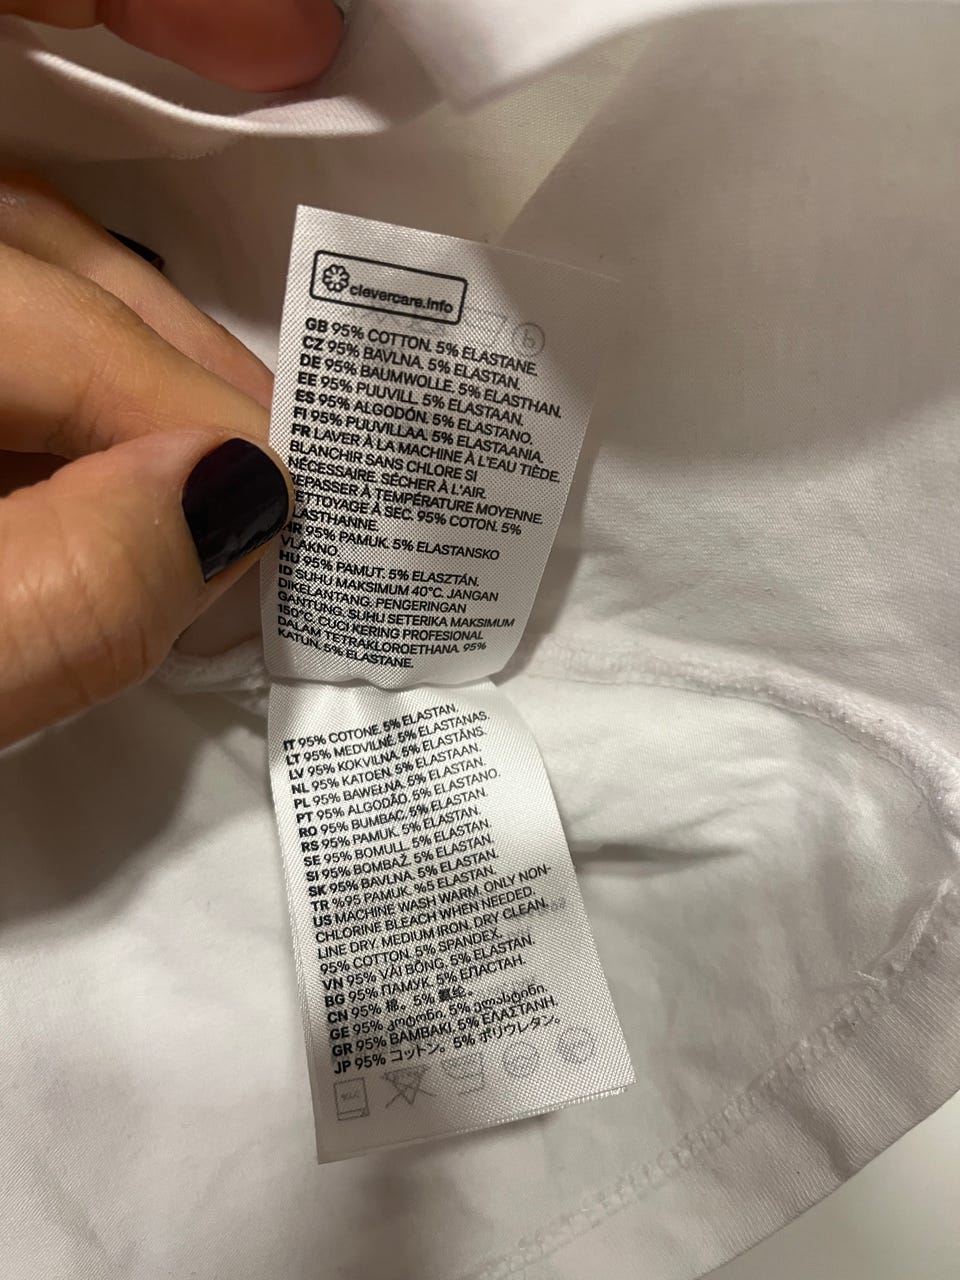 clevercare.info
GB 95% COTTON. 5% ELASTANE.
CZ 95% BAVLNA. 5% ELASTAN.
DE 95% BAUMWOLLE. 5% ELASTHAN.
EE 95% PUUVILL. 5% ELASTAAN.
ES 95% ALGODÓN. 5% ELASTANO.
FI 95% PUUVILLAA. 5% ELASTAANIA.
FR LAVER À LA MACHINE À L'EAU TIÈDE.
BLANCHIR SANS CHLORE SI
NÉCESSAIRE. SÉCHER À L'AIR.
REPASSER À TEMPÉRATURE MOYENNE.
ETTOYAGE À SEC. 95% COTON. 5%
LASTHANNE.
HR 95% PAMUK. 5% ELASTANSKO
VLAKNO.
HU 95% PAMUT. 5% ELASZTÁN.
ID SUHU MAKSIMUM 40°C. JANGAN
DIKELANTANG. PENGERINGAN
GANTUNG. SUHU SETERIKA MAKSIMUM
150°C. CUCI KERING PROFESIONAL
DALAM TETRAKLOROETHANA. 95%
KATUN. 5% ELASTANE.
IT 95% COTONE. 5% ELASTAN.
LT 95% MEDVILNĖ. 5% ELASTANAS.
LV 95% KOKVILNA. 5% ELASTĀNS.
NL 95% KATOEN. 5% ELASTAAN.
PL 95% BAWEŁNA. 5% ELASTAN.
PT 95% ALGODÃO. 5% ELASTANO.
RO 95% BUMBAC. 5% ELASTAN.
RS 95% PAMUK. 5% ELASTAN.
SE 95% BOMULL. 5% ELASTAN.
SI 95% BOMBAŽ. 5% ELASTAN.
SK 95% BAVLNA. 5% ELASTAN.
TR %95 PAMUK. %5 ELASTAN.
US MACHINE WASH WARM. ONLY NON-
CHLORINE BLEACH WHEN NEEDED.
LINE DRY. MEDIUM IRON. DRY CLEAN.
95% COTTON. 5% SPANDEX.
VN 95% VẢI BÔNG. 5% ELASTAN.
BG 95% ПАМУК. 5% ЕЛАСТАН.
CN 95% 棉。5% 氨纶。
GE 95% კოტონი. 5% ელასტინი.
GR 95% ΒΑΜΒΑΚΙ. 5% ΕΛΑΣΤΑΝΗ.
JP 95% コットン。5% ポリウレタン。